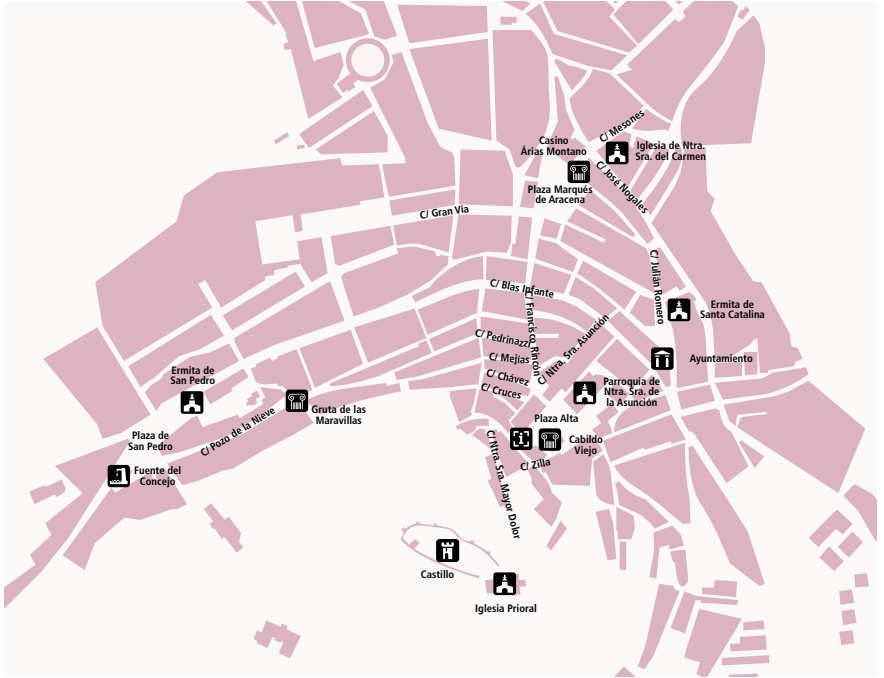 C/ Mesones
Casino
Árias Montano
Iglesia de Ntra.
Sra. del Carmen
C/ José Nogales
Plaza Marqués
de Aracena
C/ Gran Via
C/ Julián Romero
C/ Blas Infante
C/ Francisco Rincón
Ermita de
Santa Catalina
C/ Ntra. Sra. Asunción
C/ Pedrinazzi
C/ Mejías
Ayuntamiento
Ermita de
San Pedro
C/ Chávez
C/ Cruces
Parroquia de
Ntra. Sra. de
la Asunción
Gruta de las
Maravillas
Plaza Alta
C/ Pozo de la Nieve
Plaza de
San Pedro
Cabildo
Viejo
C/ Ntra. Sra. Mayor Dolor
C/ Zilla
Fuente del
Concejo
Castillo
Iglesia Prioral